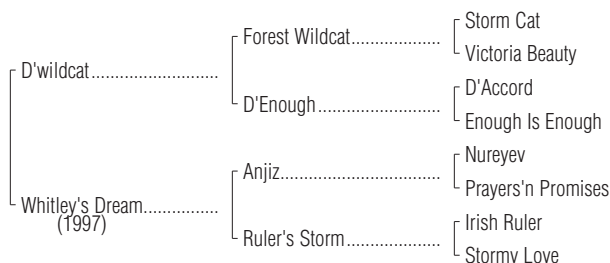 Storm Cat
Forest Wildcat
Victoria Beauty
D'wildcat
D'Accord
D'Enough
Enough Is Enough
Nureyev
Anjiz
Prayers'n Promises
Whitley's Dream
(1997)
Irish Ruler
Ruler's Storm
Stormy Love